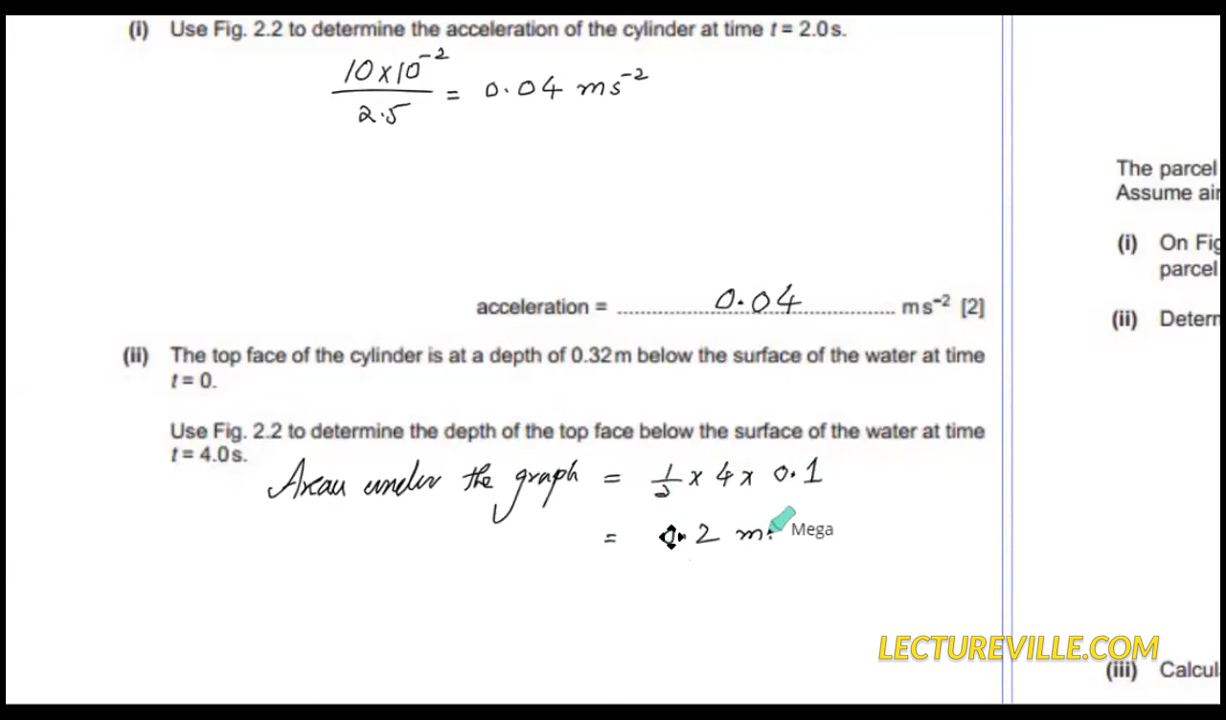 (i) Use Fig. 2.2 to determine the acceleration of the cylinder at time t = 2.0 s.
10 x 10⁻²
2.5
= 0.04 ms⁻²
acceleration = ........ 0.04 ........ m s⁻² [2]
(ii) The top face of the cylinder is at a depth of 0.32 m below the surface of the water at time
t = 0.
Use Fig. 2.2 to determine the depth of the top face below the surface of the water at time
t = 4.0 s.
Areau under the graph = 1/2 x 4 x 0.1
= 0.2 m.
Mega
The parcel
Assume air
(i) On Fig
parcel
(ii) Determ
LECTUREVILLE.COM
(iii) Calcul